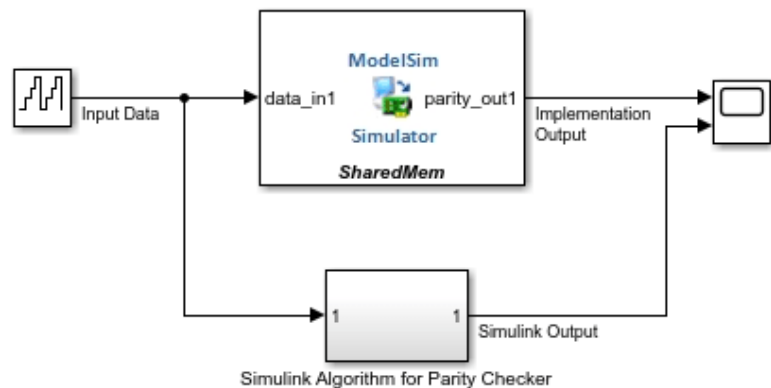 ModelSim
data_in1
parity_out1
Simulator
SharedMem
Input Data
Implementation
Output
1
1
Simulink Output
Simulink Algorithm for Parity Checker